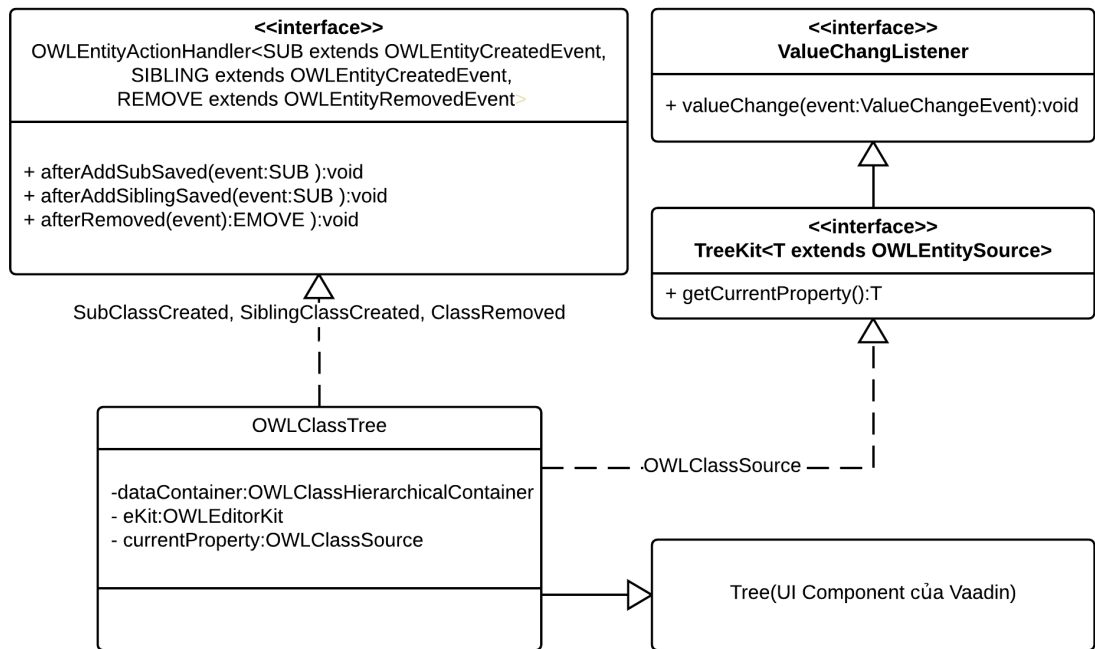 <<interface>>
OWLEntityActionHandler<SUB extends OWLEntityCreatedEvent,
SIBLING extends OWLEntityCreatedEvent,
REMOVE extends OWLEntityRemovedEvent>
+ afterAddSubSaved(event:SUB ):void
+ afterAddSiblingSaved(event:SUB ):void
+ afterRemoved(event):EMOVE ):void
<<interface>>
ValueChangListener
+ valueChange(event:ValueChangeEvent):void
<<interface>>
TreeKit<T extends OWLEntitySource>
+ getCurrentProperty():T
SubClassCreated, SiblingClassCreated, ClassRemoved
OWLClassTree
-dataContainer:OWLClassHierarchicalContainer
- eKit:OWLEditorKit
- currentProperty:OWLClassSource
OWLClassSource
Tree(UI Component của Vaadin)